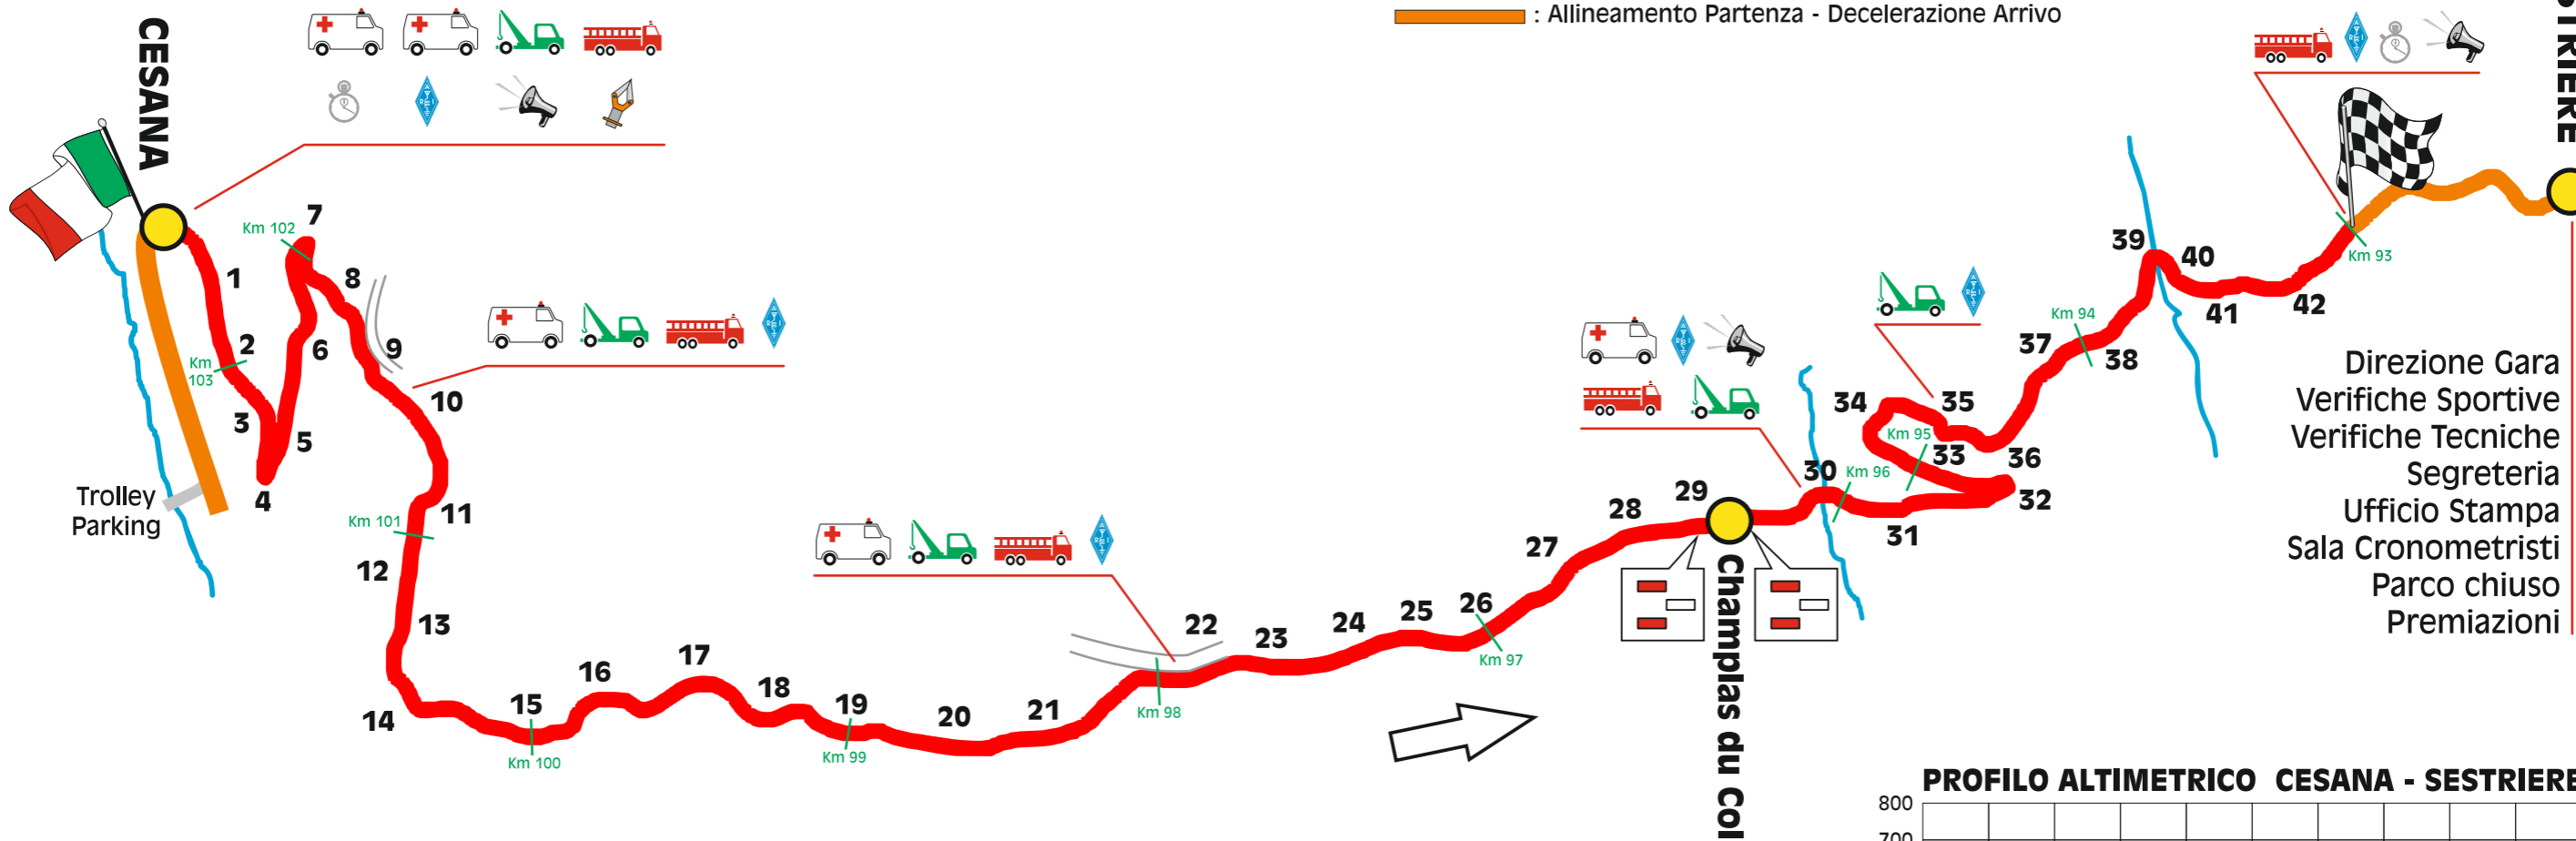 : Allineamento Partenza - Decelerazione Arrivo
CESANA
STRIERE
Km 102
7
8
1
2
Km
103
6
9
3
5
4
10
Trolley
Parking
11
Km 101
12
13
14
15
Km 100
16
17
18
19
Km 99
20
21
22
Km 98
23
24
25
26
Km 97
27
28
29
Champlas du Col
30
Km 96
31
32
33
Km 95
34
35
36
37
Km 94
38
39
40
41
42
Km 93
Direzione Gara
Verifiche Sportive
Verifiche Tecniche
Segreteria
Ufficio Stampa
Sala Cronometristi
Parco chiuso
Premiazioni
PROFILO ALTIMETRICO CESANA - SESTRIERE
800
700